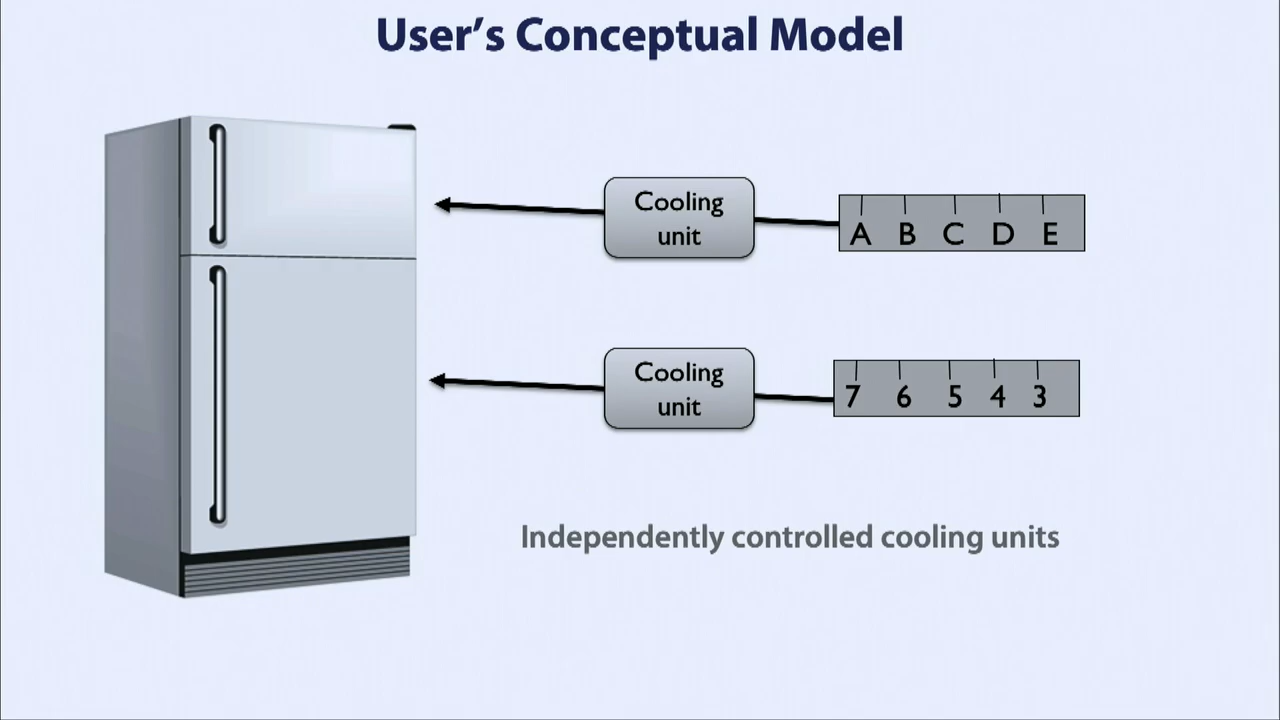 User's Conceptual Model
Cooling
unit
A B C D E
Cooling
unit
7 6 5 4 3
Independently controlled cooling units